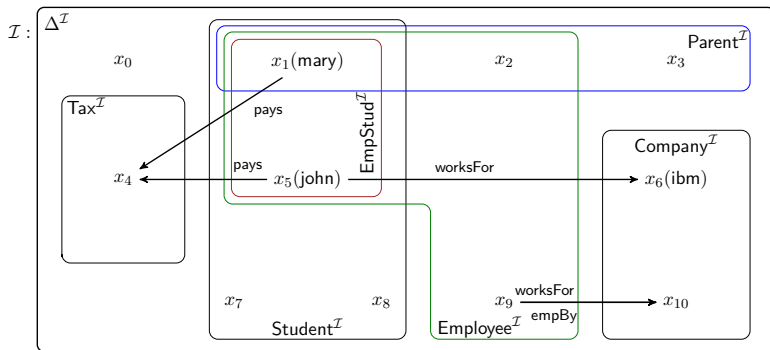 𝓘 : Δ^𝓘
Parent^𝓘
x₀ x₁(mary) x₂ x₃
Tax^𝓘
pays
EmpStud^𝓘
Company^𝓘
pays
worksFor
x₄ x₅(john) x₆(ibm)
worksFor
x₇ x₈ x₉ x₁₀
empBy
Student^𝓘 Employee^𝓘